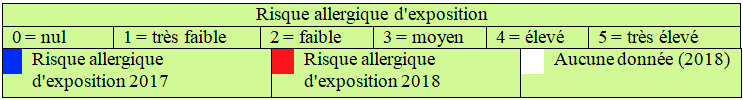 Risque allergique d'exposition
0 = nul 1 = très faible 2 = faible 3 = moyen 4 = élevé 5 = très élevé
Risque allergique Risque allergique Aucune donnée (2018)
d'exposition 2017 d'exposition 2018